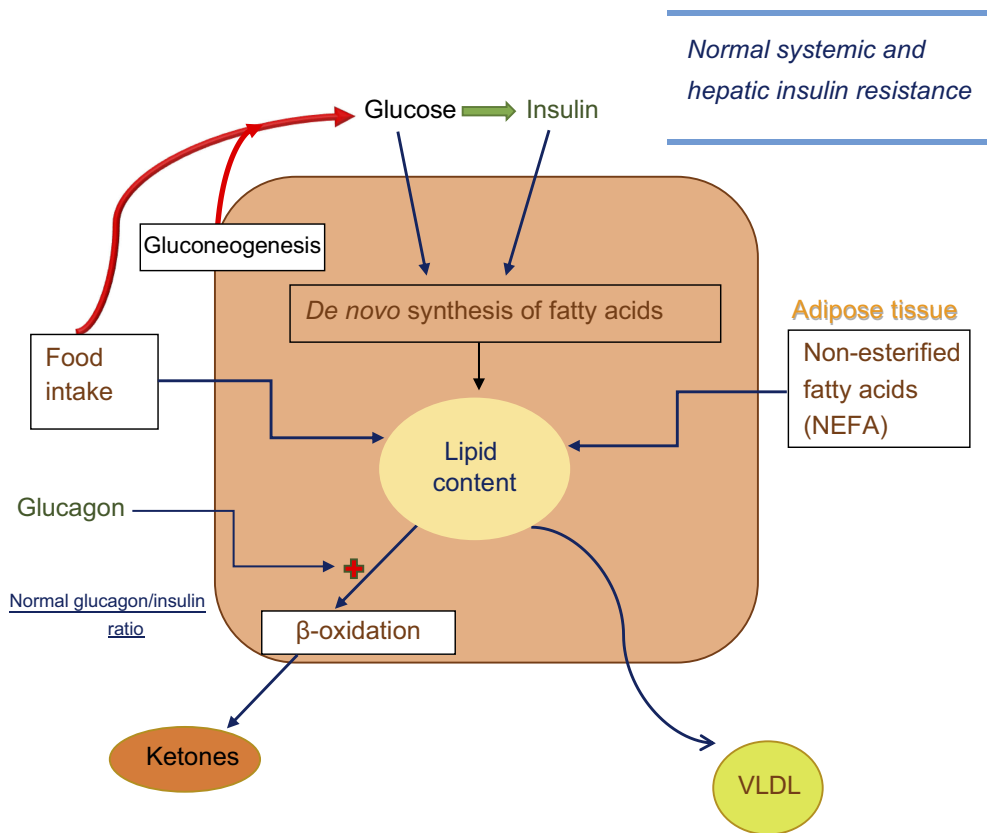 Normal systemic and
hepatic insulin resistance
Glucose
Insulin
Gluconeogenesis
De novo synthesis of fatty acids
Adipose tissue
Food
intake
Non-esterified
fatty acids
(NEFA)
Lipid
content
Glucagon
Normal glucagon/insulin
ratio
β-oxidation
Ketones
VLDL